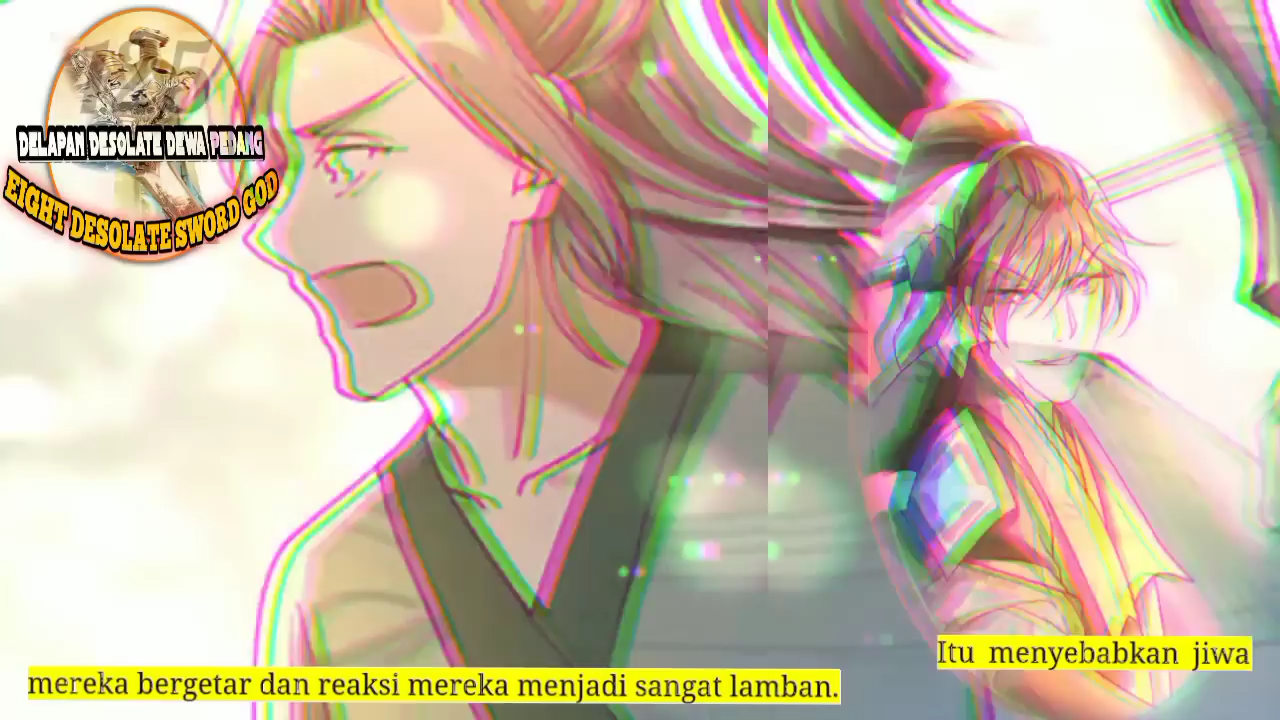 185
DELAPAN DESOLATE DEWA PEDANG
EIGHT DESOLATE SWORD GOD
Itu menyebabkan jiwa
mereka bergetar dan reaksi mereka menjadi sangat lamban.